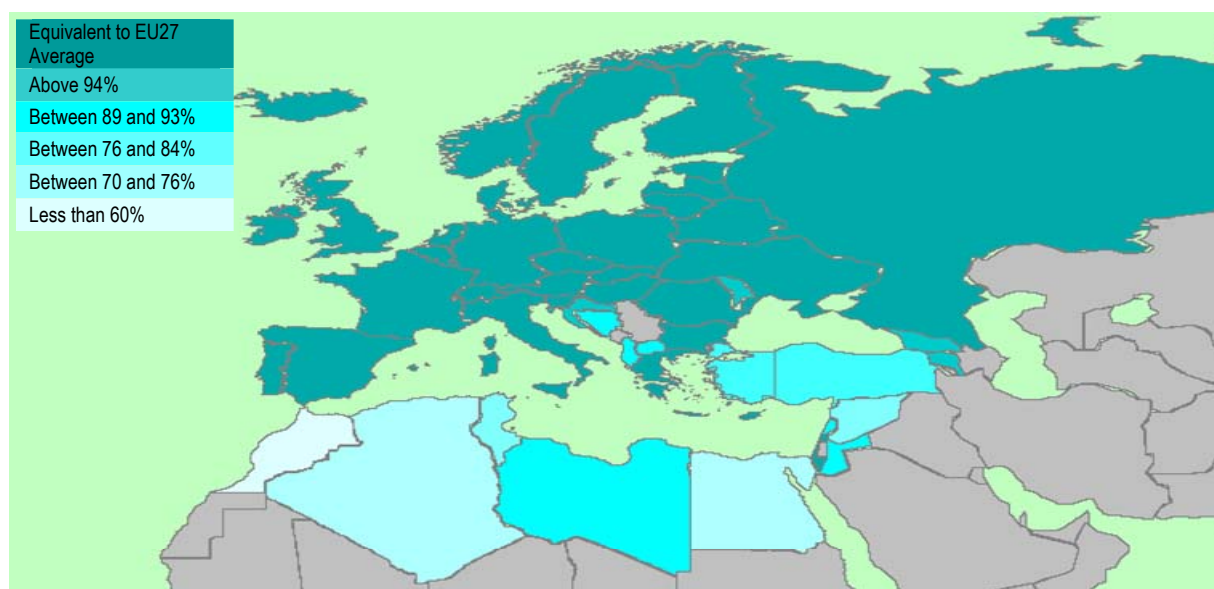 Equivalent to EU27
Average
Above 94%
Between 89 and 93%
Between 76 and 84%
Between 70 and 76%
Less than 60%